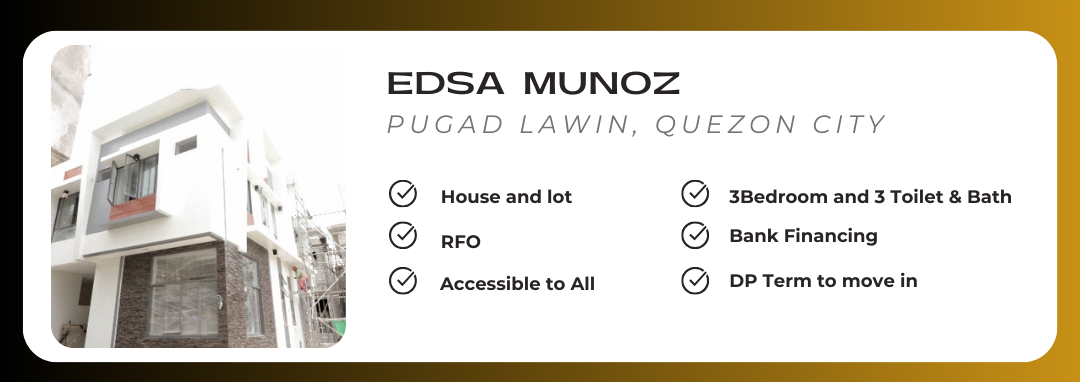 EDSA MUNOZ
PUGAD LAWIN, QUEZON CITY
House and lot
RFO
Accessible to All
3Bedroom and 3 Toilet & Bath
Bank Financing
DP Term to move in